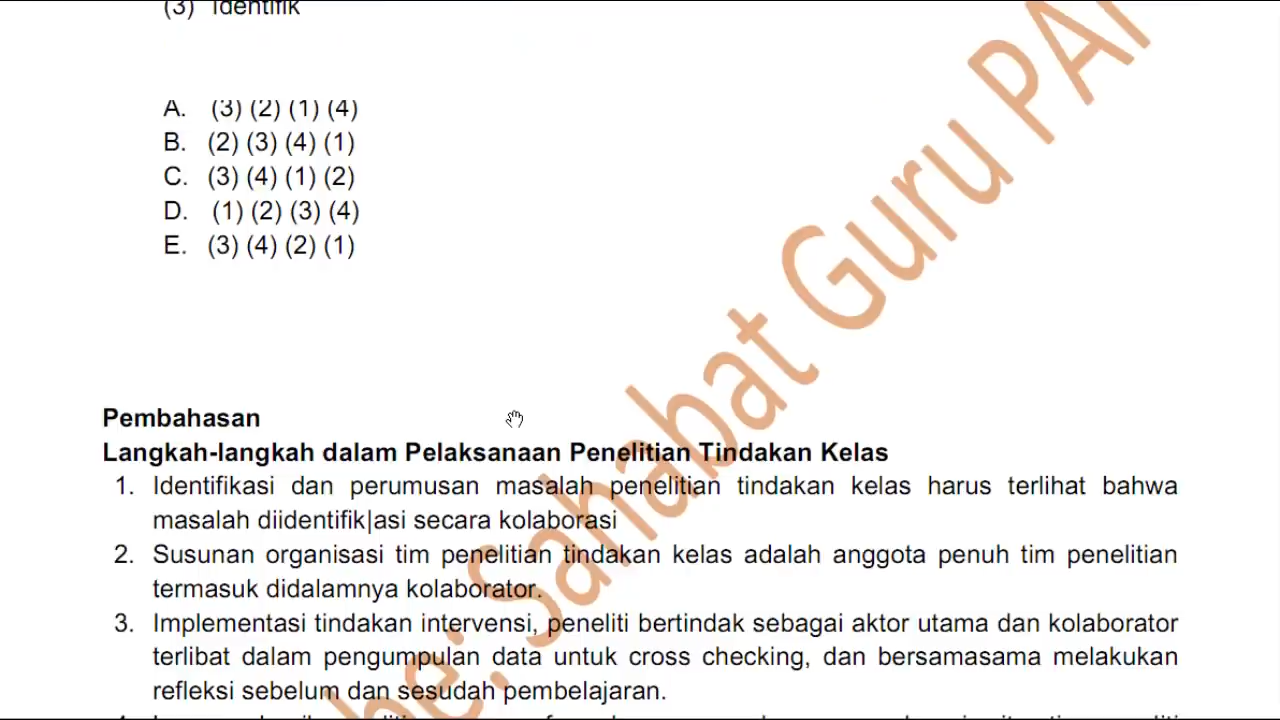 (3) Identifik
A. (3) (2) (1) (4)
B. (2) (3) (4) (1)
C. (3) (4) (1) (2)
D. (1) (2) (3) (4)
E. (3) (4) (2) (1)
Sahabat Guru PAI
Pembahasan
Langkah-langkah dalam Pelaksanaan Penelitian Tindakan Kelas
1. Identifikasi dan perumusan masalah penelitian tindakan kelas harus terlihat bahwa
masalah diidentifik|asi secara kolaborasi
2. Susunan organisasi tim penelitian tindakan kelas adalah anggota penuh tim penelitian
termasuk didalamnya kolaborator.
3. Implementasi tindakan intervensi, peneliti bertindak sebagai aktor utama dan kolaborator
terlibat dalam pengumpulan data untuk cross checking, dan bersamasama melakukan
refleksi sebelum dan sesudah pembelajaran.